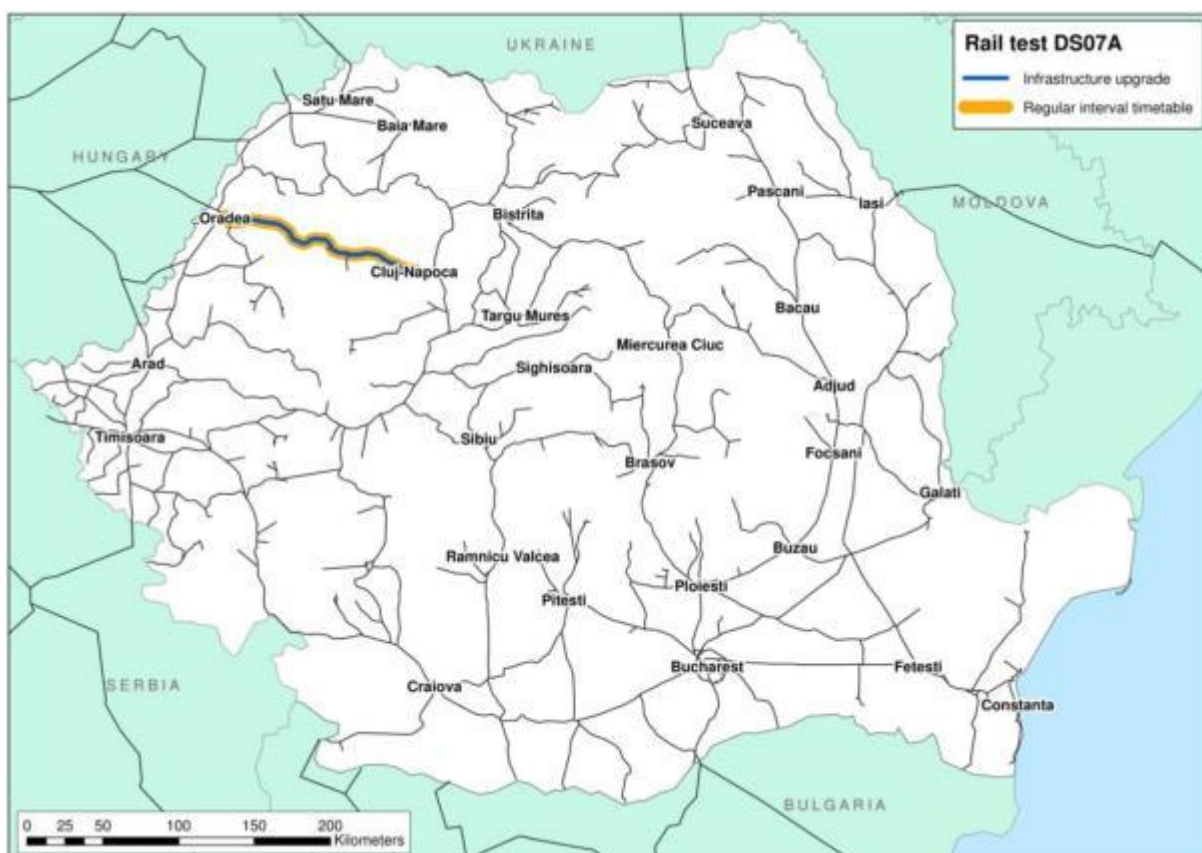 UKRAINE
Rail test DS07A
Infrastructure upgrade
Regular interval timetable
Satu Mare
Baia Mare
Suceava
HUNGARY
Pascani
Iasi
MOLDOVA
Oradea
Bistrita
Cluj-Napoca
Targu Mures
Bacau
Miercurea Ciuc
Arad
Sighisoara
Adjud
Timisoara
Sibiu
Brasov
Focsani
Galati
Ramnicu Valcea
Buzau
Pitesti
Ploiesti
Bucharest
Fetesti
SERBIA
Craiova
Constanta
BULGARIA
0 25 50 100 150 200
Kilometers